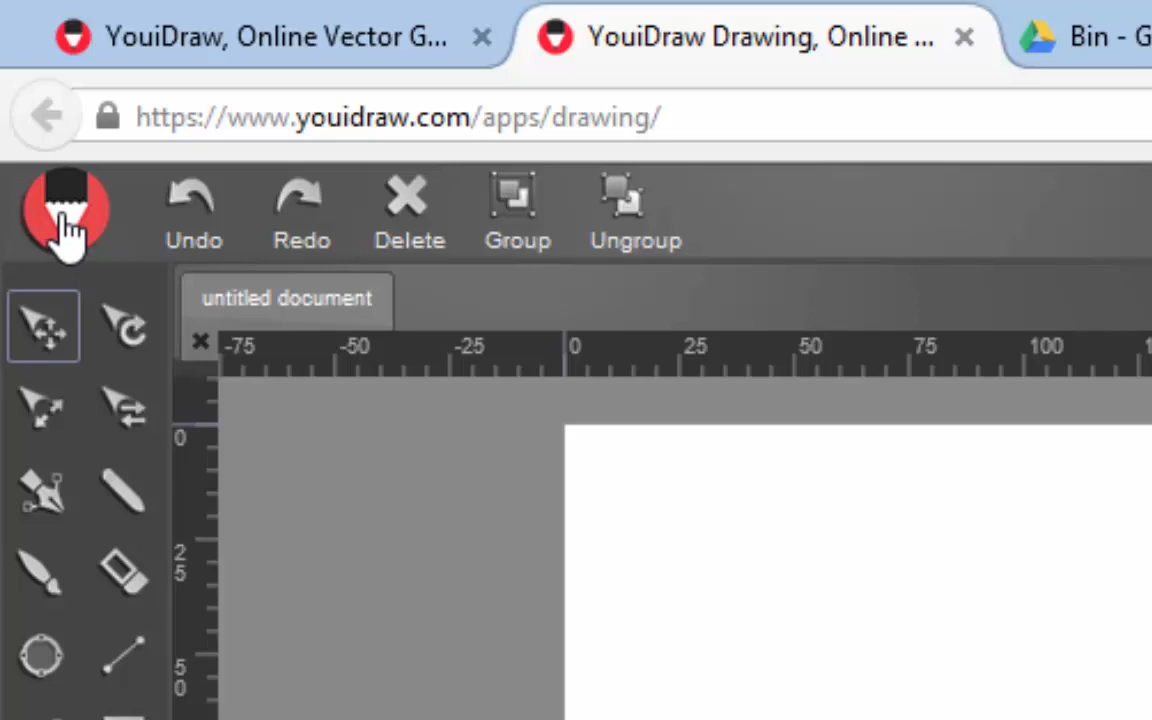 YouiDraw, Online Vector G...
YouiDraw Drawing, Online ...
Bin - G
https://www.youidraw.com/apps/drawing/
Undo
Redo
Delete
Group
Ungroup
untitled document
-75 -50 -25 0 25 50 75 100 1
0
25
50